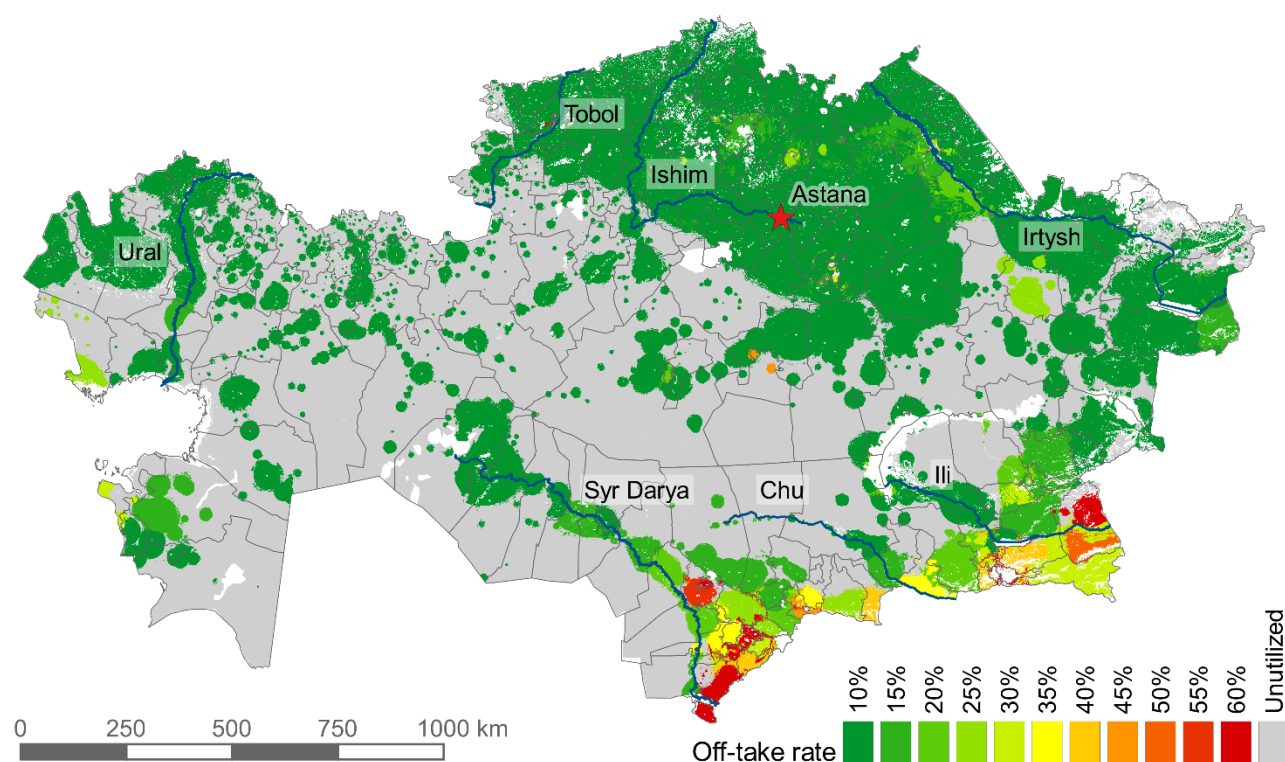 Tobol
Ishim
Astana
Ural
Irtysh
Ili
Syr Darya
Chu
0 250 500 750 1000 km
Off-take rate
10%
15%
20%
25%
30%
35%
40%
45%
50%
55%
60%
Unutilized